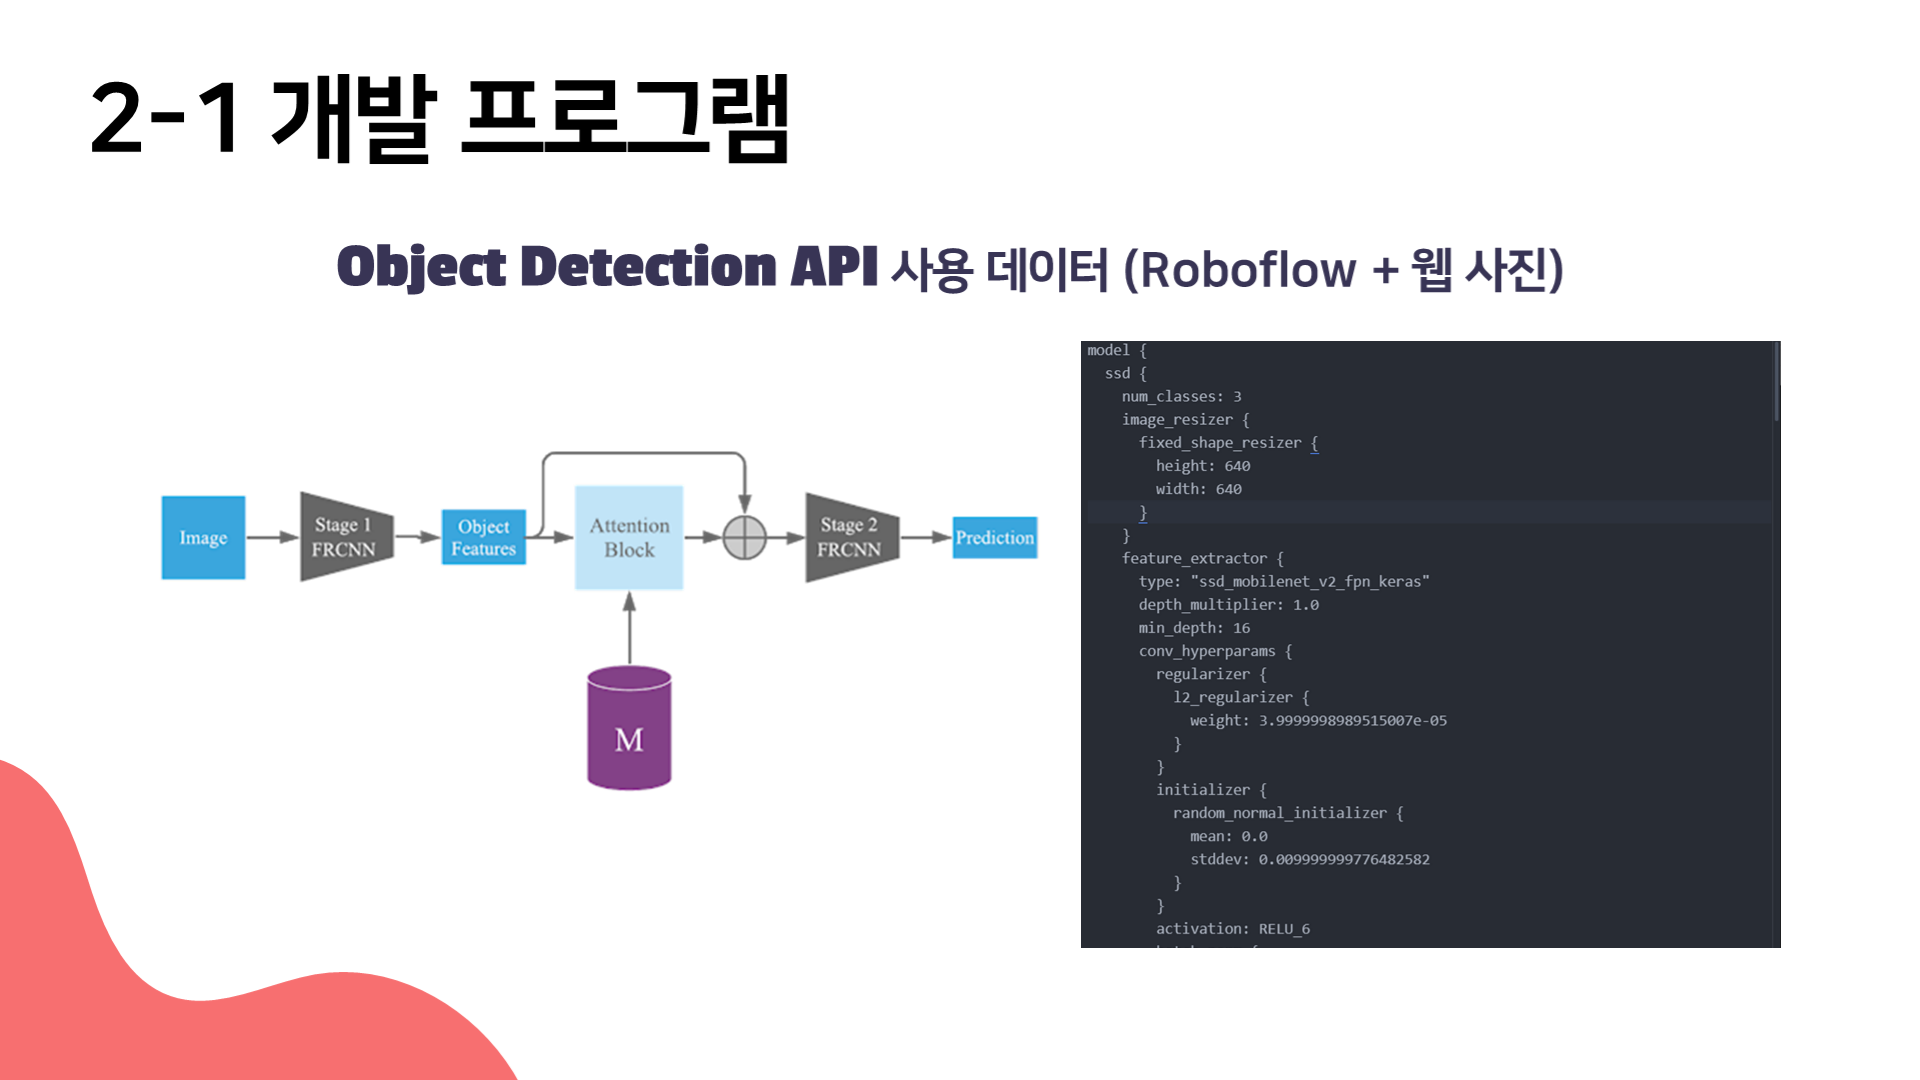 2-1 개발 프로그램
Object Detection API 사용 데이터 (Roboflow + 웹 사진)
Image
Stage 1
FRCNN
Object
Features
Attention
Block
Stage 2
FRCNN
Prediction
M
model {
ssd {
num_classes: 3
image_resizer {
fixed_shape_resizer {
height: 640
width: 640
}
}
feature_extractor {
type: "ssd_mobilenet_v2_fpn_keras"
depth_multiplier: 1.0
min_depth: 16
conv_hyperparams {
regularizer {
l2_regularizer {
weight: 3.9999998989515007e-05
}
}
initializer {
random_normal_initializer {
mean: 0.0
stddev: 0.009999999776482582
}
}
activation: RELU_6